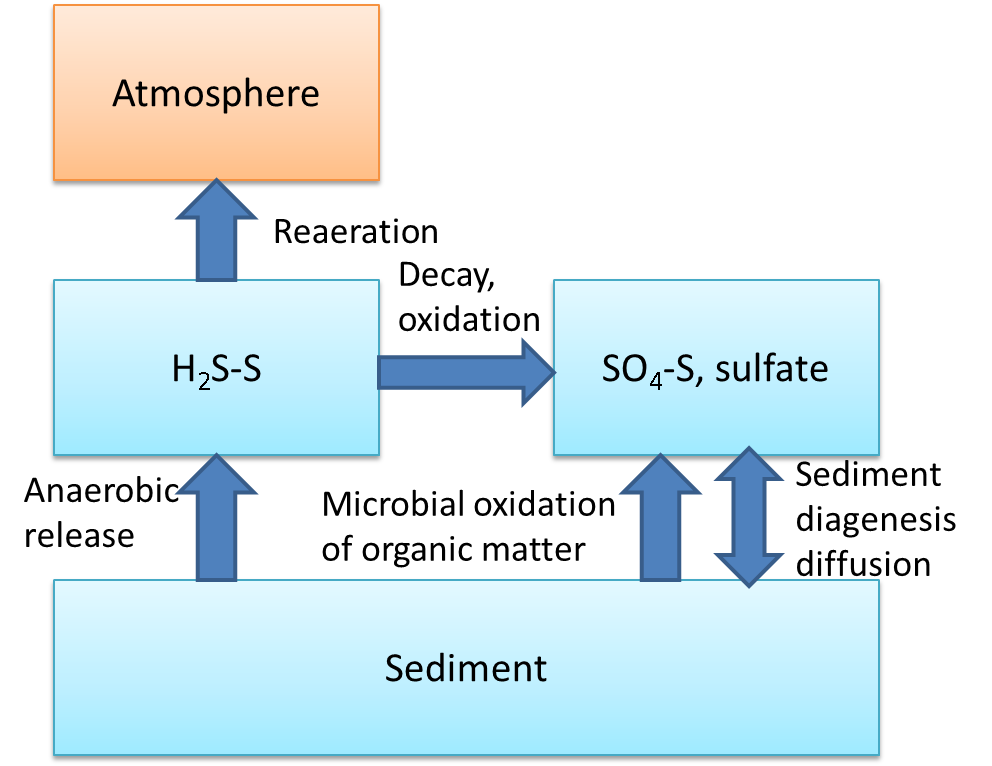 Atmosphere
Reaeration
Decay,
oxidation
H₂S-S
SO₄-S, sulfate
Anaerobic
release
Microbial oxidation
of organic matter
Sediment
diagenesis
diffusion
Sediment